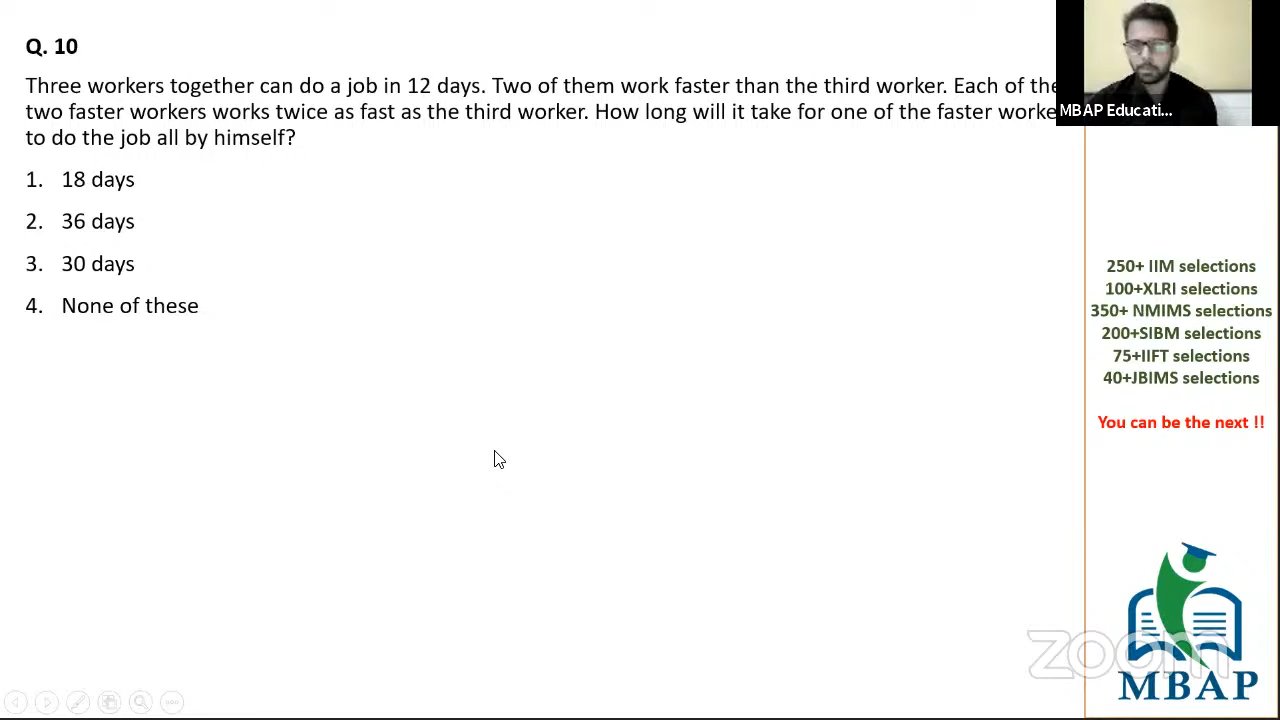 Q. 10
Three workers together can do a job in 12 days. Two of them work faster than the third worker. Each of the
two faster workers works twice as fast as the third worker. How long will it take for one of the faster
to do the job all by himself?
1. 18 days
2. 36 days
3. 30 days
4. None of these
MBAP Educati...
250+ IIM selections
100+XLRI selections
350+ NMIMS selections
200+SIBM selections
75+IIFT selections
40+JBIMS selections
You can be the next !!
zoom
MBAP